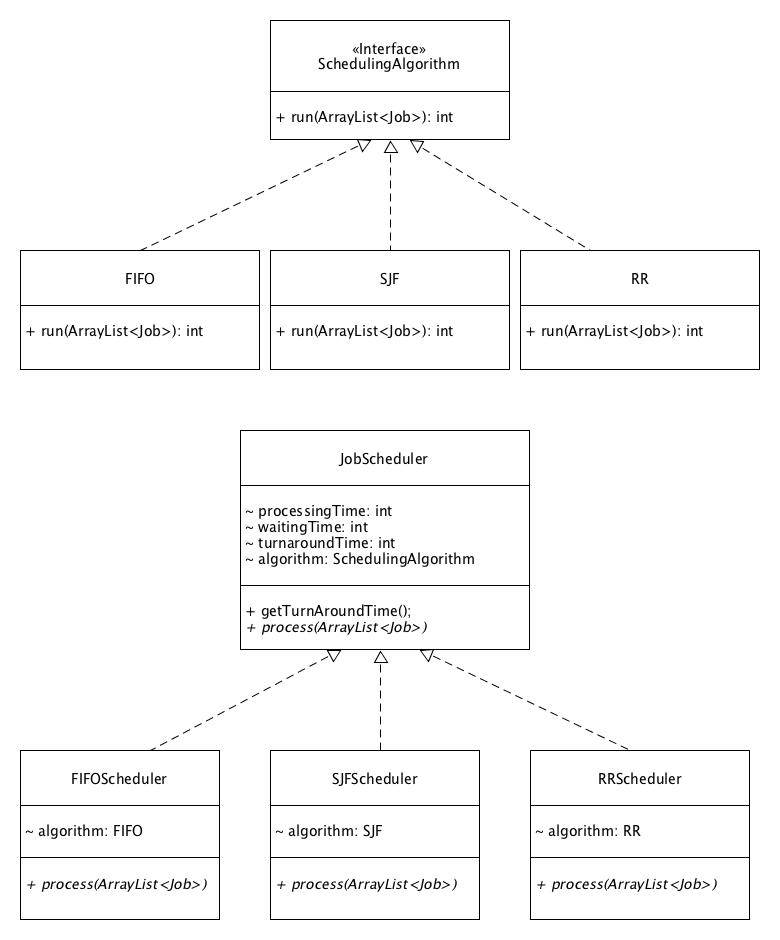 «Interface»
SchedulingAlgorithm
+ run(ArrayList<Job>): int
FIFO
+ run(ArrayList<Job>): int
SJF
+ run(ArrayList<Job>): int
RR
+ run(ArrayList<Job>): int
JobScheduler
~ processingTime: int
~ waitingTime: int
~ turnaroundTime: int
~ algorithm: SchedulingAlgorithm
+ getTurnAroundTime();
+ process(ArrayList<Job>)
FIFOScheduler
~ algorithm: FIFO
+ process(ArrayList<Job>)
SJFScheduler
~ algorithm: SJF
+ process(ArrayList<Job>)
RRScheduler
~ algorithm: RR
+ process(ArrayList<Job>)